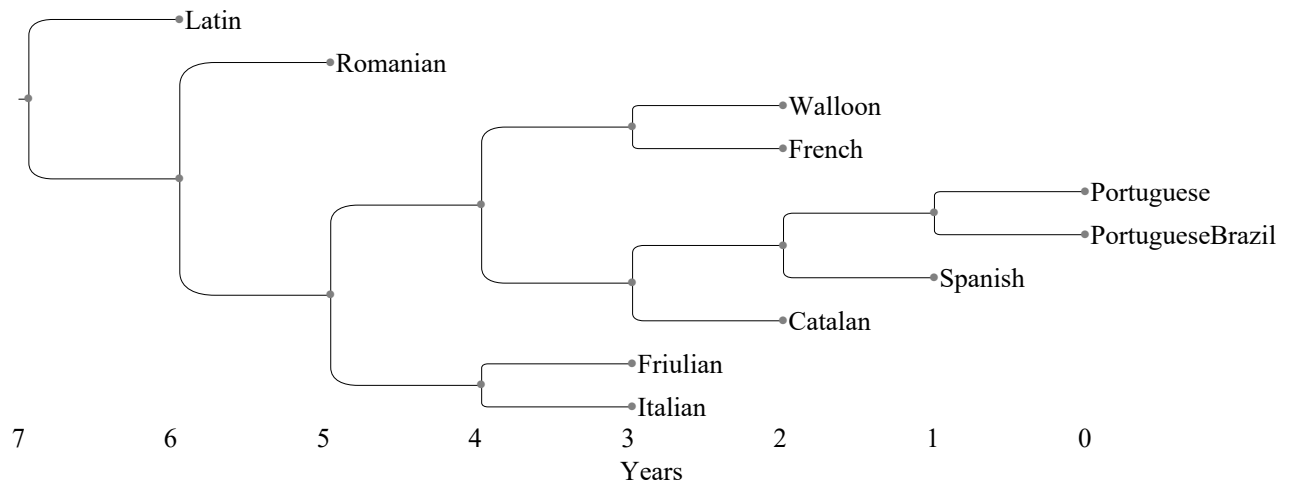 Latin
Romanian
Walloon
French
Portuguese
PortugueseBrazil
Spanish
Catalan
Friulian
Italian
7 6 5 4 3 2 1 0
Years